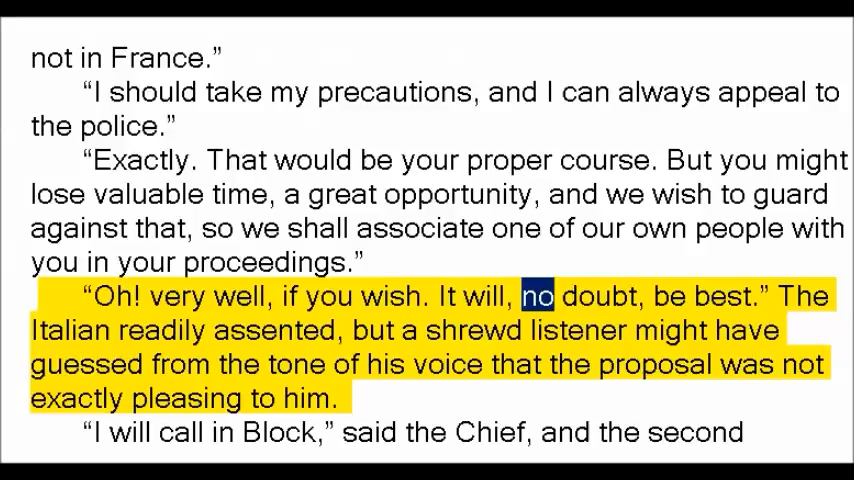 not in France.”
“I should take my precautions, and I can always appeal to
the police.”
“Exactly. That would be your proper course. But you might
lose valuable time, a great opportunity, and we wish to guard
against that, so we shall associate one of our own people with
you in your proceedings.”
“Oh! very well, if you wish. It will, no doubt, be best.” The
Italian readily assented, but a shrewd listener might have
guessed from the tone of his voice that the proposal was not
exactly pleasing to him.
“I will call in Block,” said the Chief, and the second